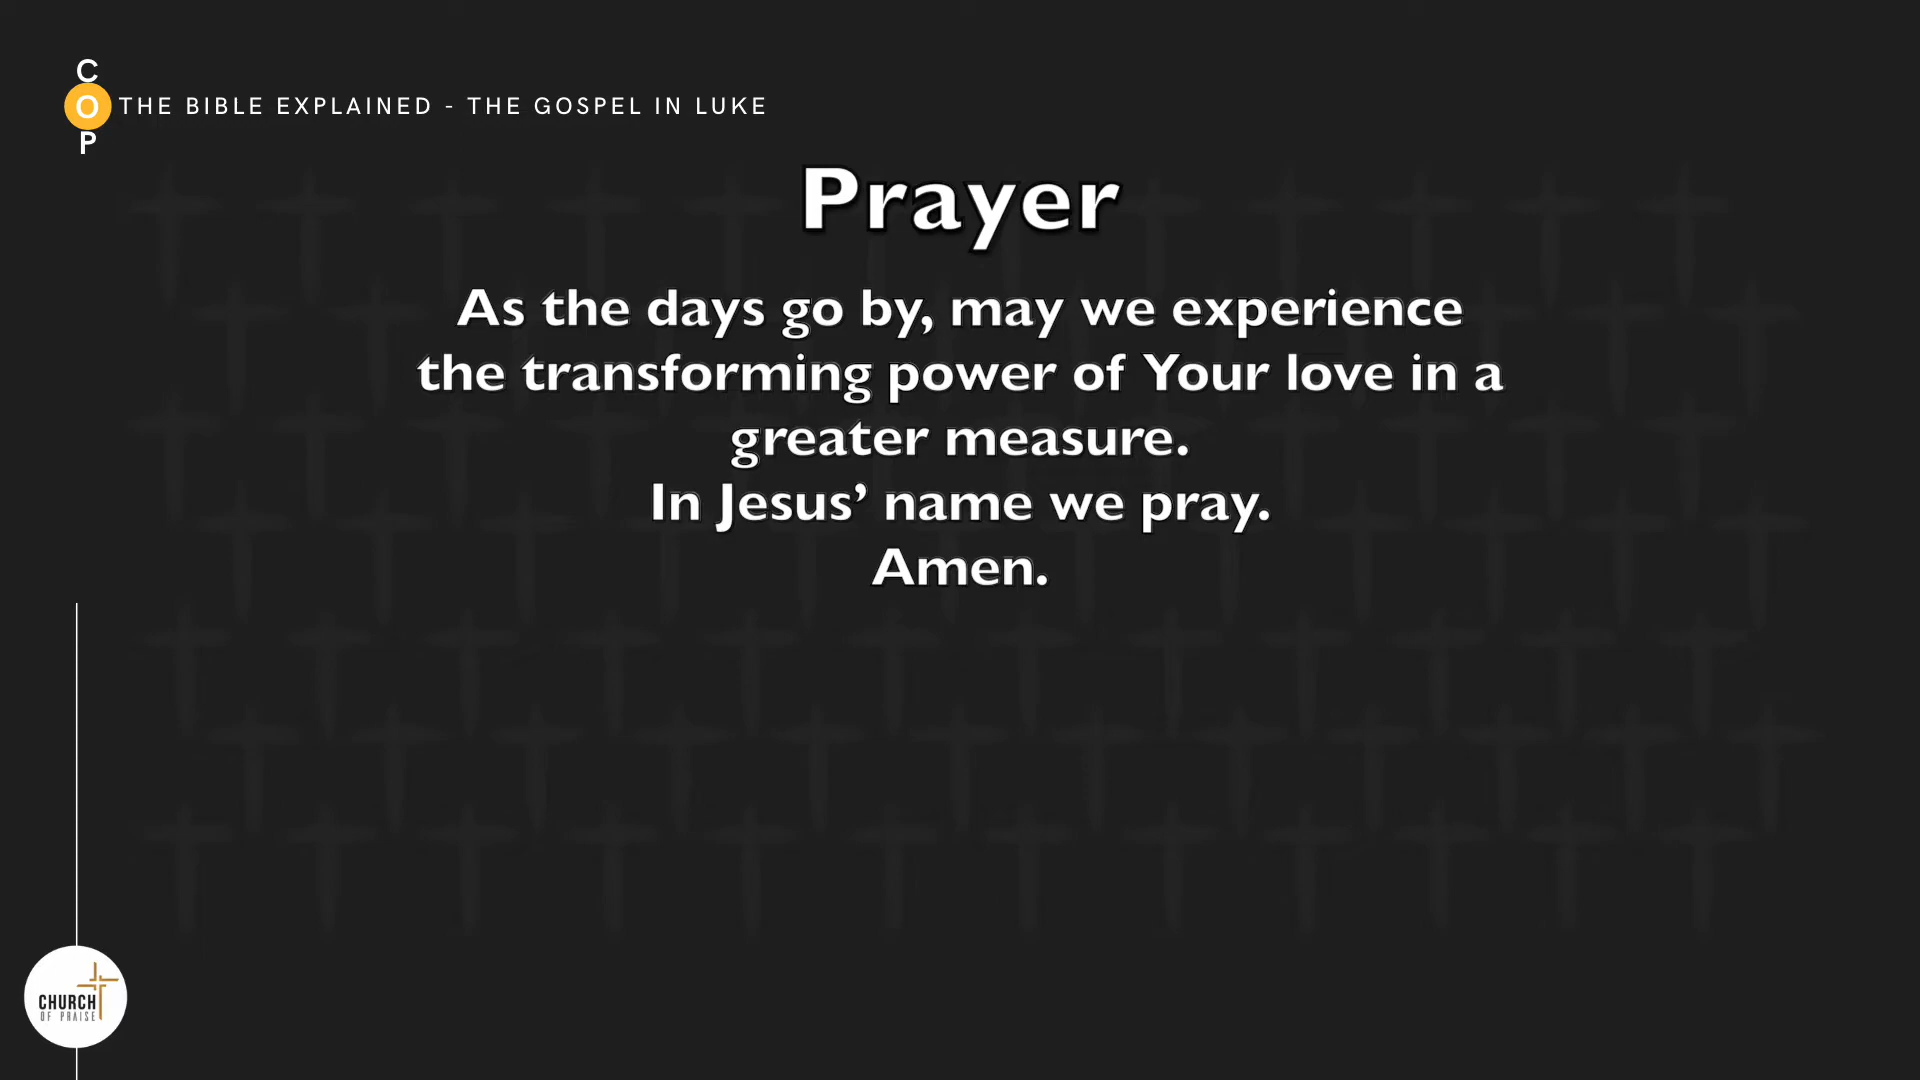 C
O
P
THE BIBLE EXPLAINED - THE GOSPEL IN LUKE
Prayer
As the days go by, may we experience
the transforming power of Your love in a
greater measure.
In Jesus’ name we pray.
Amen.
CHURCH
OF PRAISE